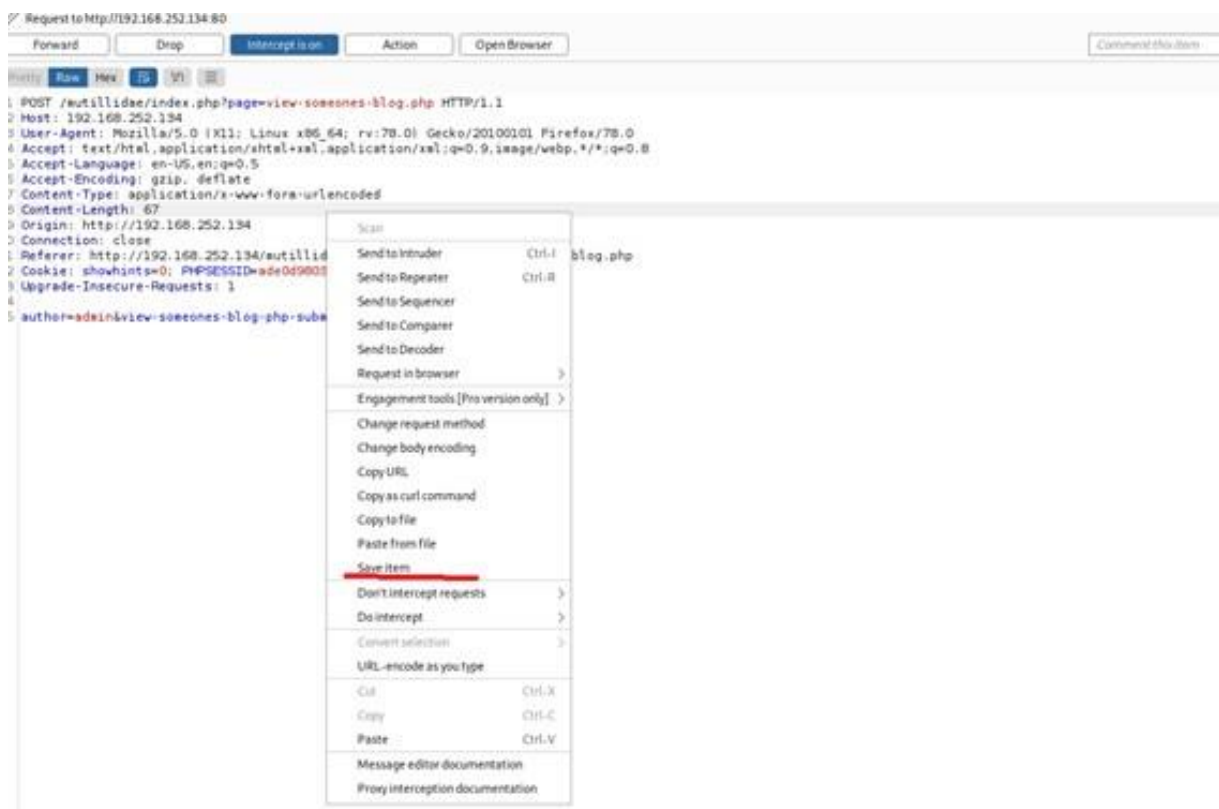 Request to http://192.168.252.134:80
Forward Drop Intercept is on Action Open Browser Comment this item
Pretty Raw Hex \n
POST /mutillidae/index.php?page=view-someones-blog.php HTTP/1.1
Host: 192.168.252.134
User-Agent: Mozilla/5.0 (X11; Linux x86_64; rv:78.0) Gecko/20100101 Firefox/78.0
Accept: text/html,application/xhtml+xml,application/xml;q=0.9,image/webp,*/*;q=0.8
Accept-Language: en-US,en;q=0.5
Accept-Encoding: gzip, deflate
7 Content-Type: application/x-www-form-urlencoded
8 Content-Length: 67
Origin: http://192.168.252.134
Connection: close
Referer: http://192.168.252.134/mutillid blog.php
2 Cookie: showhints=0; PHPSESSID=ade0d9803
3 Upgrade-Insecure-Requests: 1
4
5 author=admin&view-someones-blog-php-subm
Scan
Send to Intruder Ctrl-I
Send to Repeater Ctrl-R
Send to Sequencer
Send to Comparer
Send to Decoder
Request in browser >
Engagement tools [Pro version only] >
Change request method
Change body encoding
Copy URL
Copy as curl command
Copy to file
Paste from file
Save item
Don't intercept requests >
Do intercept >
Convert selection >
URL-encode as you type
Cut Ctrl-X
Copy Ctrl-C
Paste Ctrl-V
Message editor documentation
Proxy interception documentation